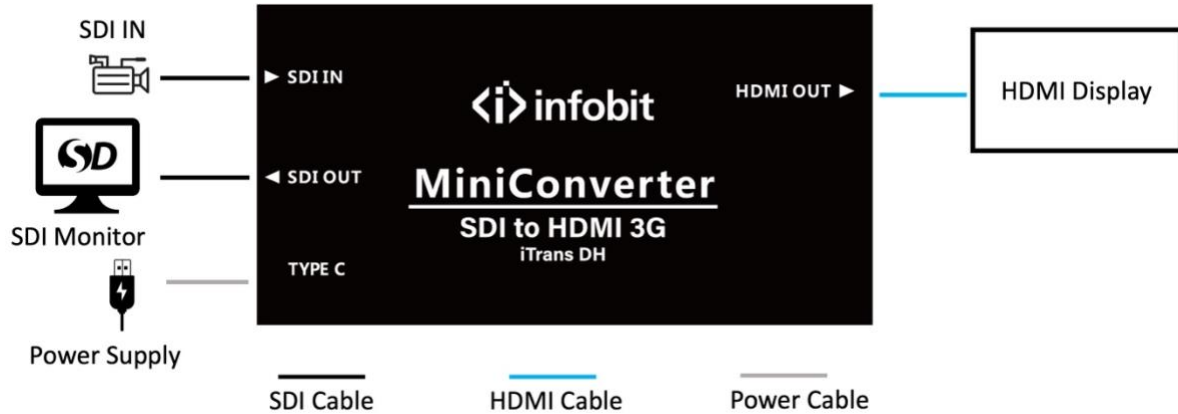 SDI IN
SDI IN
HDMI OUT
infobit
HDMI Display
SD
SDI OUT
MiniConverter
SDI to HDMI 3G
iTrans DH
SDI Monitor
TYPE C
Power Supply
SDI Cable
HDMI Cable
Power Cable